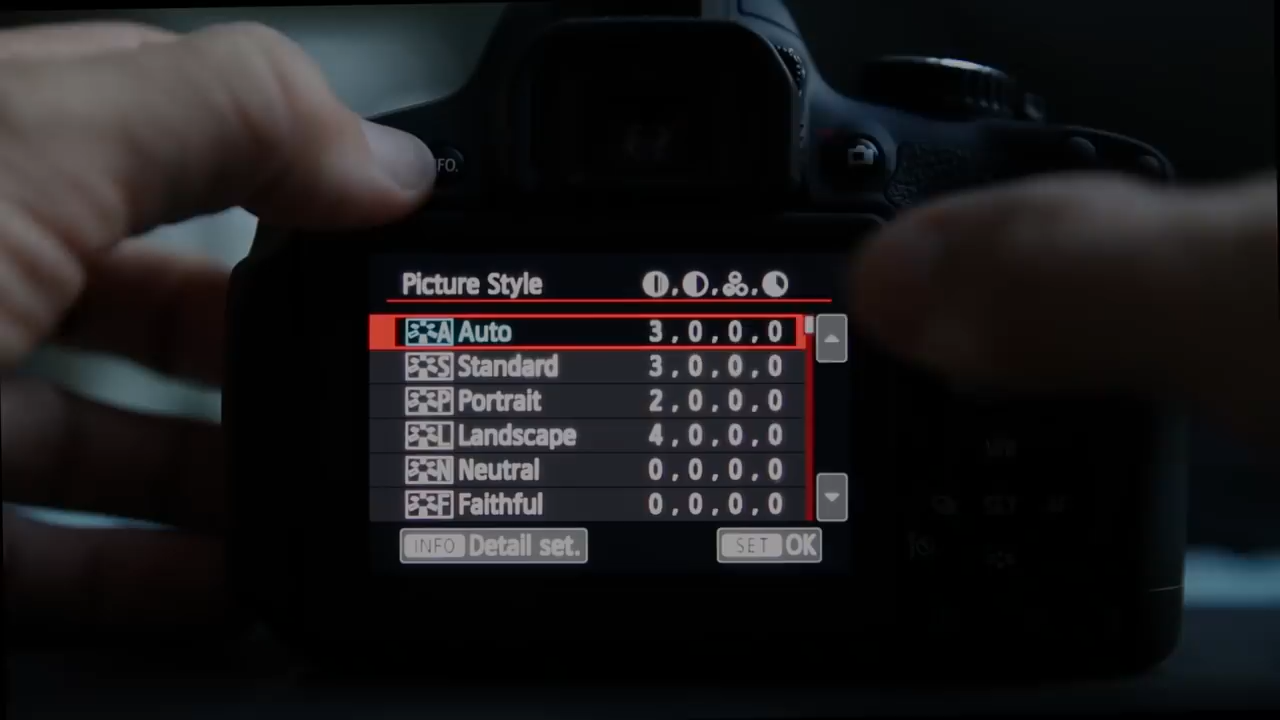 FO.
Picture Style
A Auto 3, 0, 0, 0
S Standard 3, 0, 0, 0
P Portrait 2, 0, 0, 0
L Landscape 4, 0, 0, 0
N Neutral 0, 0, 0, 0
F Faithful 0, 0, 0, 0
INFO Detail set. SET OK